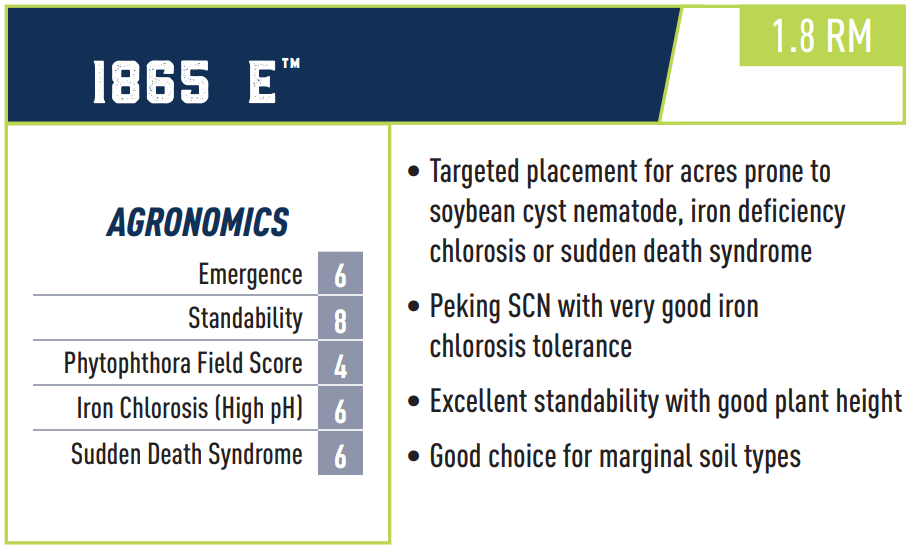 1865 E™
1.8 RM
AGRONOMICS
Emergence 6
Standability 8
Phytophthora Field Score 4
Iron Chlorosis (High pH) 6
Sudden Death Syndrome 6
• Targeted placement for acres prone to
soybean cyst nematode, iron deficiency
chlorosis or sudden death syndrome
• Peking SCN with very good iron
chlorosis tolerance
• Excellent standability with good plant height
• Good choice for marginal soil types